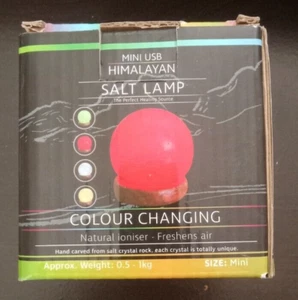 MINI USB
HIMALAYAN
SALT LAMP
The Perfect Healing Source
COLOUR CHANGING
Natural ioniser - Freshens air
Hand carved from salt crystal rock, each crystal is totally unique.
Approx. Weight: 0.5 - 1kg
SIZE: Mini